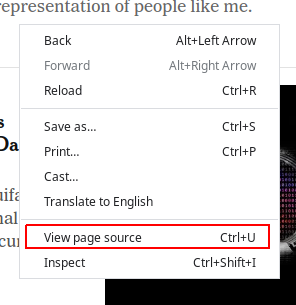 representation of people like me.
Back Alt+Left Arrow
Forward Alt+Right Arrow
Reload Ctrl+R
Save as... Ctrl+S
Print... Ctrl+P
Cast...
Translate to English
View page source Ctrl+U
Inspect Ctrl+Shift+I